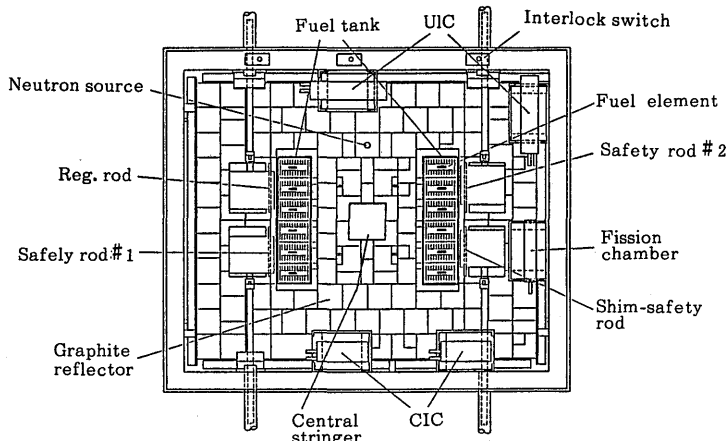 Fuel tank
UIC
Interlock switch
Neutron source
Fuel element
Safety rod #2
Reg. rod
Safely rod #1
Fission
chamber
Shim-safety
rod
Graphite
reflector
Central
stringer
CIC